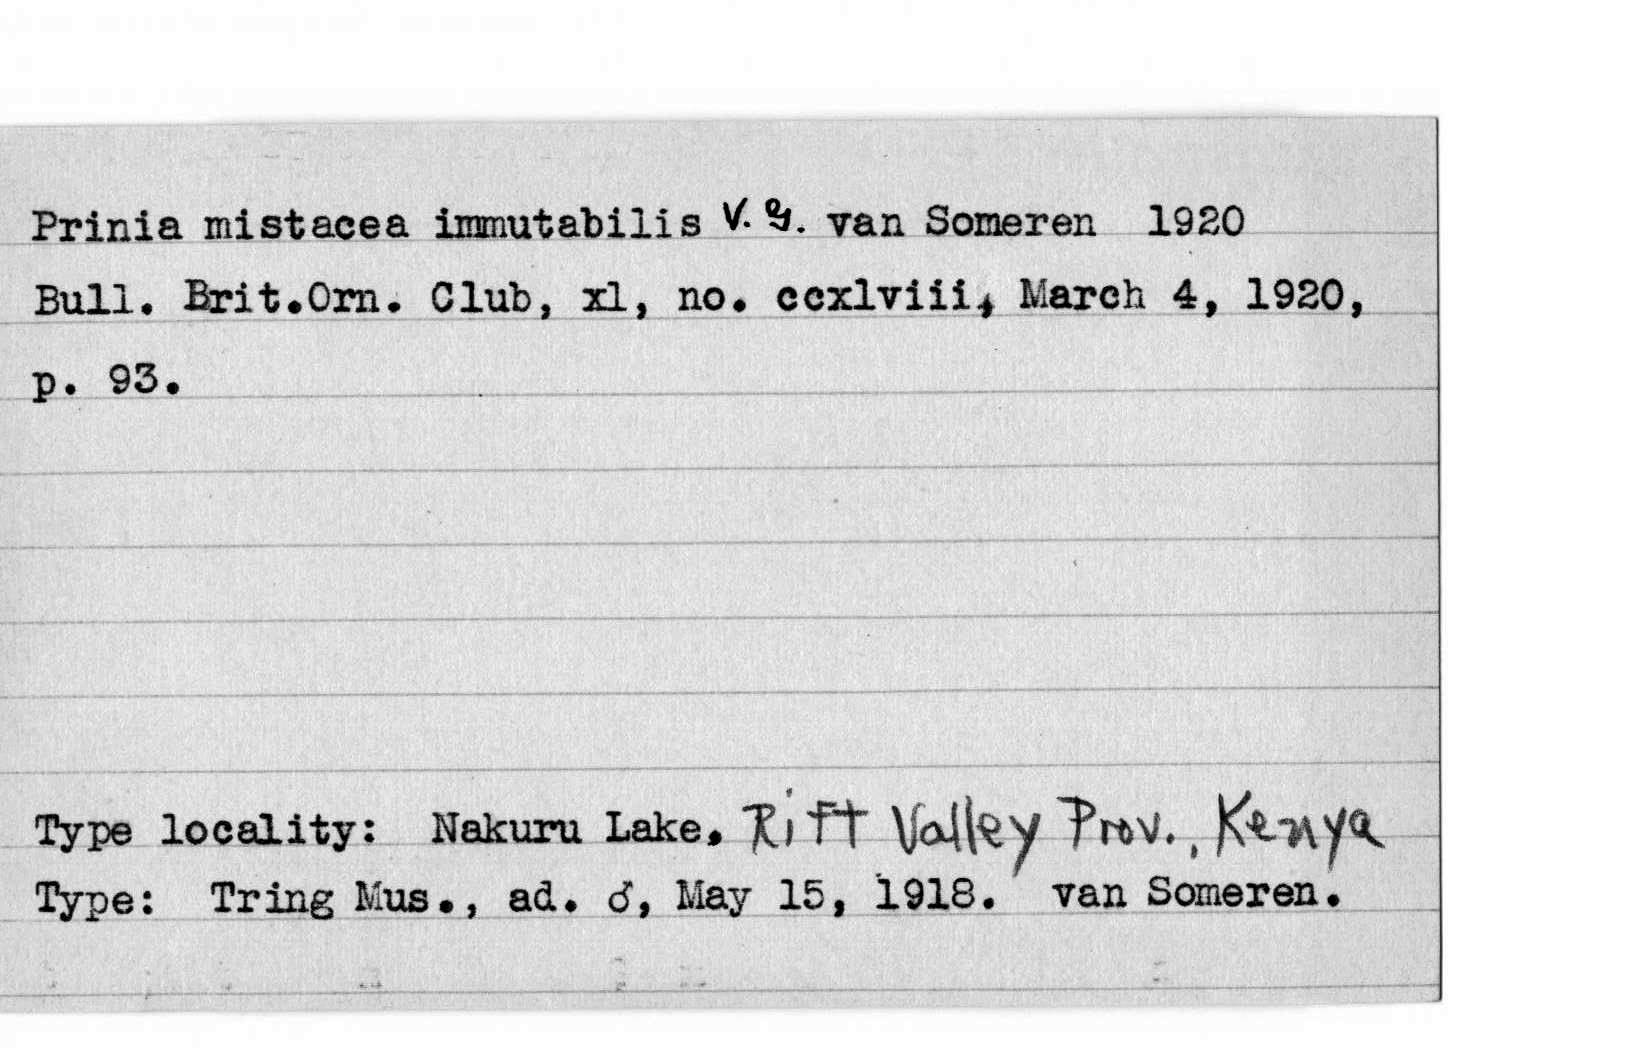 Prinia mistacea immutabilis V. G. van Someren 1920
Bull. Brit.Orn. Club, xl, no. ccxlviii, March 4, 1920,
p. 93.
Type locality: Nakuru Lake. Rift Valley Prov., Kenya
Type: Tring Mus., ad. ♂, May 15, 1918. van Someren.